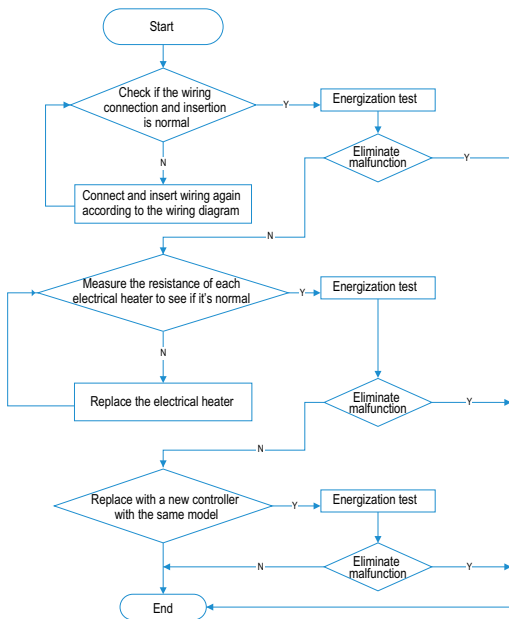 Start
Check if the wiring
connection and insertion
is normal
Y
Energization test
N
Eliminate
malfunction
Y
Connect and insert wiring again
according to the wiring diagram
N
Measure the resistance of each
electrical heater to see if it's normal
Y
Energization test
N
Replace the electrical heater
Eliminate
malfunction
Y
N
Replace with a new controller
with the same model
Y
Energization test
N
Eliminate
malfunction
Y
End